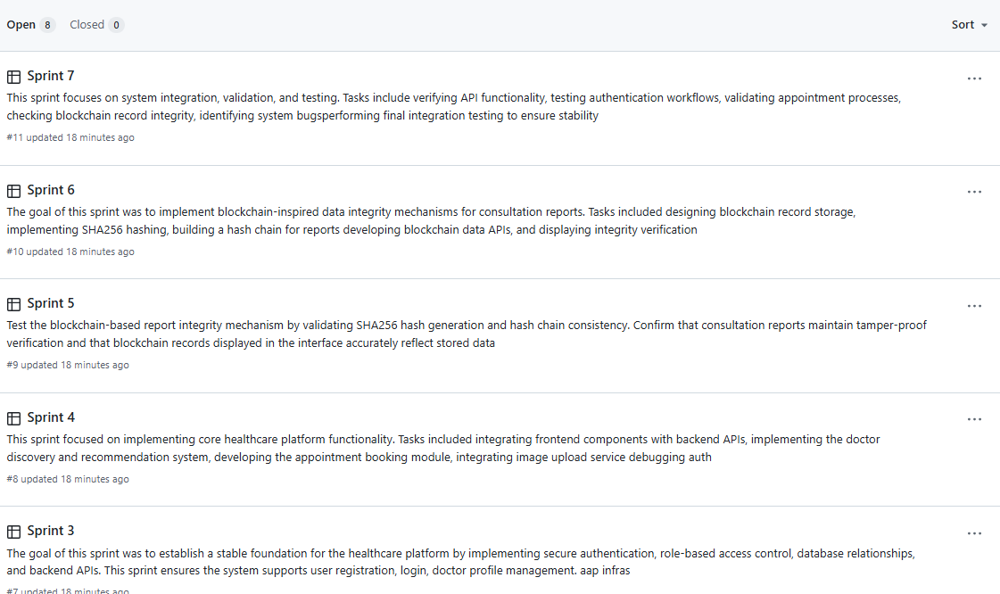 Open 8 Closed 0 Sort
Sprint 7
This sprint focuses on system integration, validation, and testing. Tasks include verifying API functionality, testing authentication workflows, validating appointment processes,
checking blockchain record integrity, identifying system bugsperforming final integration testing to ensure stability
#11 updated 18 minutes ago
Sprint 6
The goal of this sprint was to implement blockchain-inspired data integrity mechanisms for consultation reports. Tasks included designing blockchain record storage,
implementing SHA256 hashing, building a hash chain for reports developing blockchain data APIs, and displaying integrity verification
#10 updated 18 minutes ago
Sprint 5
Test the blockchain-based report integrity mechanism by validating SHA256 hash generation and hash chain consistency. Confirm that consultation reports maintain tamper-proof
verification and that blockchain records displayed in the interface accurately reflect stored data
#9 updated 18 minutes ago
Sprint 4
This sprint focused on implementing core healthcare platform functionality. Tasks included integrating frontend components with backend APIs, implementing the doctor
discovery and recommendation system, developing the appointment booking module, integrating image upload service debugging auth
#8 updated 18 minutes ago
Sprint 3
The goal of this sprint was to establish a stable foundation for the healthcare platform by implementing secure authentication, role-based access control, database relationships,
and backend APIs. This sprint ensures the system supports user registration, login, doctor profile management. aap infras
#7 updated 18 minutes ago